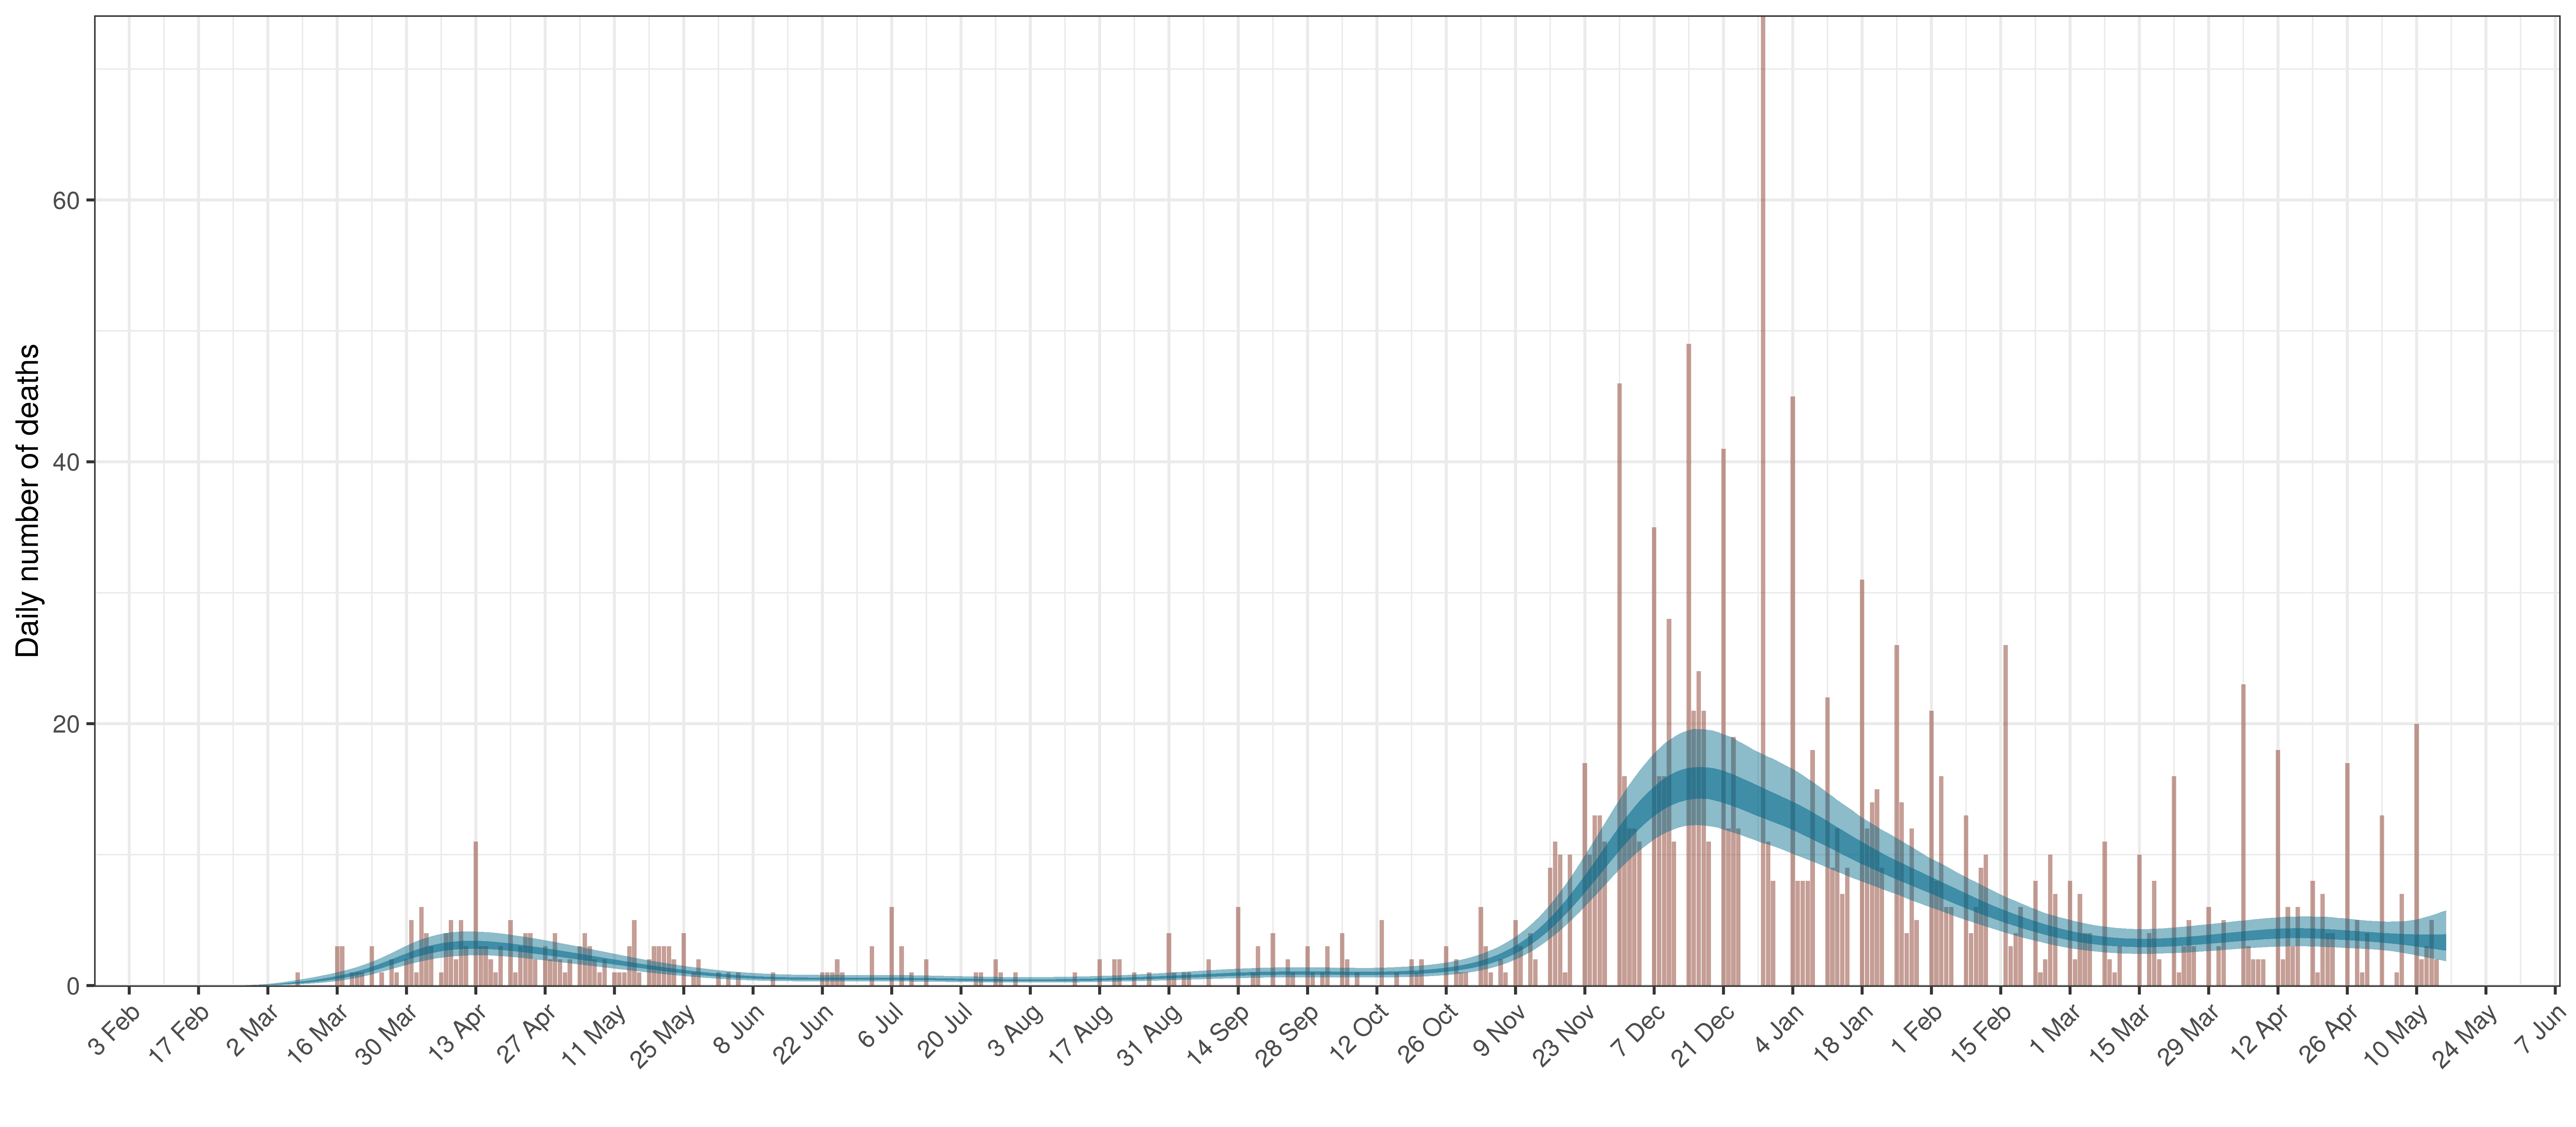 Daily number of deaths
60
40
20
0
3 Feb
17 Feb
2 Mar
16 Mar
30 Mar
13 Apr
27 Apr
11 May
25 May
8 Jun
22 Jun
6 Jul
20 Jul
3 Aug
17 Aug
31 Aug
14 Sep
28 Sep
12 Oct
26 Oct
9 Nov
23 Nov
7 Dec
21 Dec
4 Jan
18 Jan
1 Feb
15 Feb
1 Mar
15 Mar
29 Mar
12 Apr
26 Apr
10 May
24 May
7 Jun